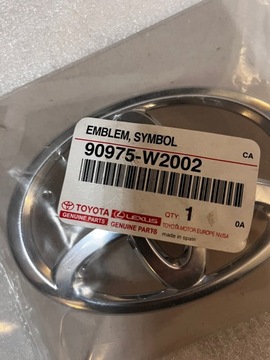 EMBLEM, SYMBOL
CA
90975-W2002
TOYOTA
GENUINE PARTS
LEXUS
GENUINE PARTS
QTY. 1
0A
TOYOTA MOTOR EUROPE NV/SA
made in spain